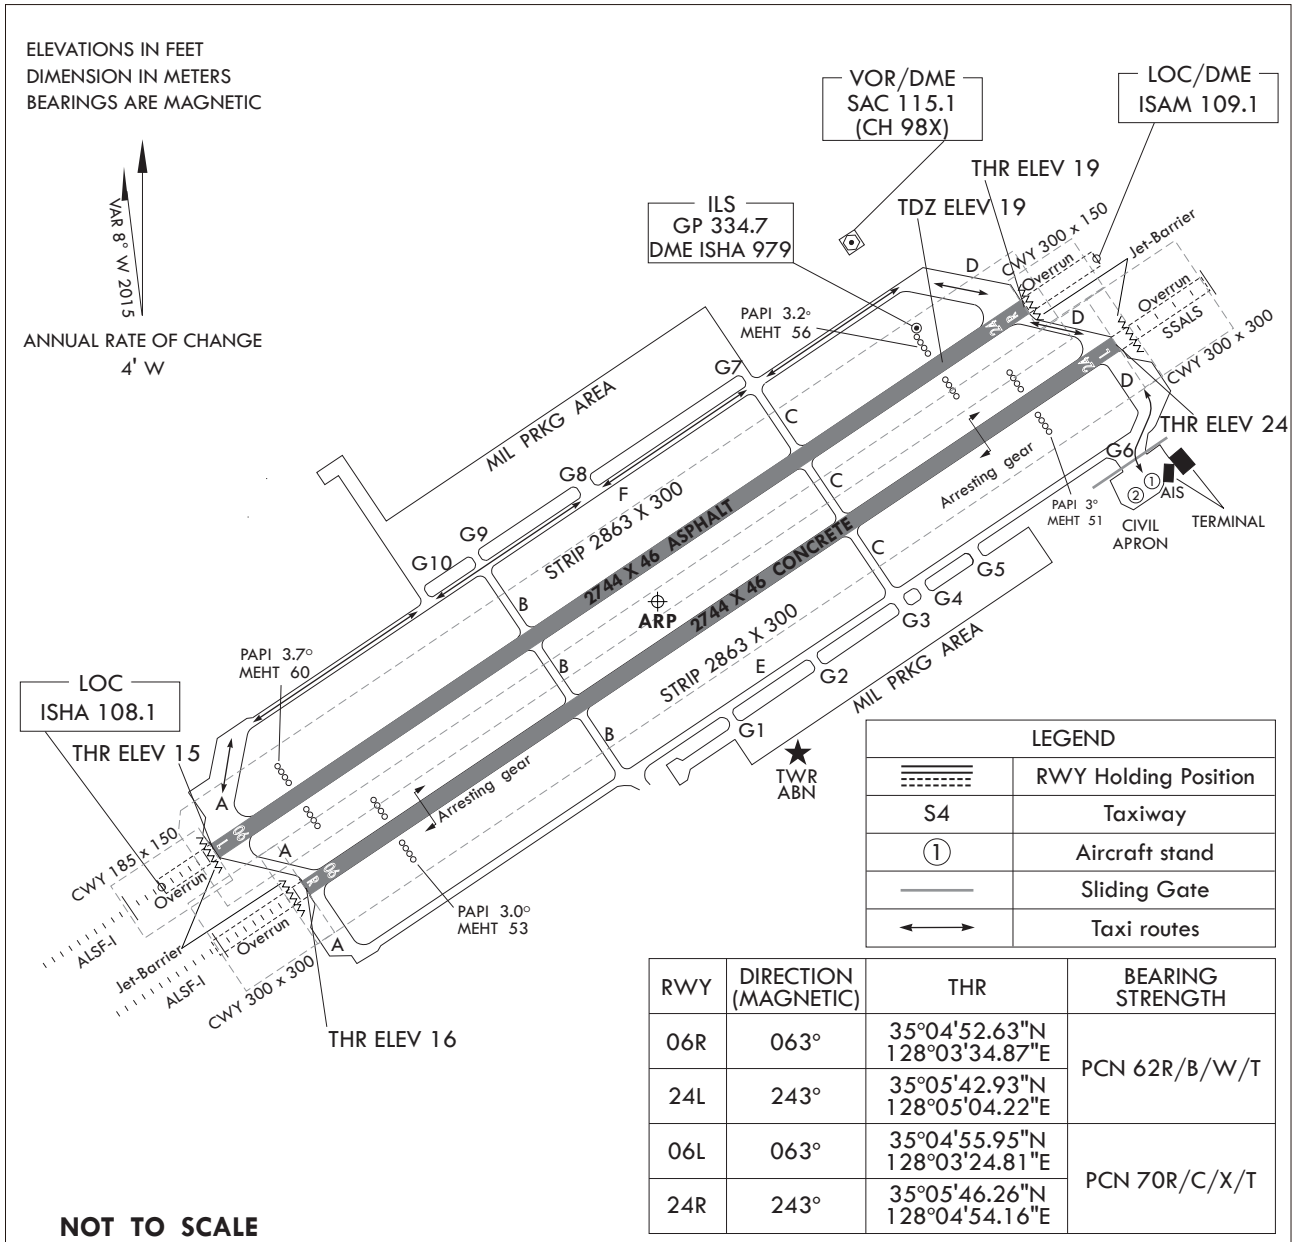 ELEVATIONS IN FEET
DIMENSION IN METERS
BEARINGS ARE MAGNETIC
VAR 8° W 2015
ANNUAL RATE OF CHANGE
4' W
VOR/DME
SAC 115.1
(CH 98X)
LOC/DME
ISAM 109.1
ILS
GP 334.7
DME ISHA 979
THR ELEV 19
TDZ ELEV 19
CWY 300 x 150
Jet-Barrier
Overrun
Overrun
SSALS
CWY 300 x 300
D
D
D
R
24
L
24
PAPI 3.2°
MEHT 56
THR ELEV 24
G7
MIL PRKG AREA
C
C
C
G6
1
2
AIS
TERMINAL
CIVIL
APRON
Arresting gear
PAPI 3°
MEHT 51
G8
F
G9
G10
STRIP 2863 X 300
2744 X 46 ASPHALT
2744 X 46 CONCRETE
ARP
STRIP 2863 X 300
B
B
B
G5
G4
G3
G2
G1
E
MIL PRKG AREA
TWR
ABN
PAPI 3.7°
MEHT 60
LOC
ISHA 108.1
THR ELEV 15
A
A
A
L
06
R
06
Arresting gear
CWY 185 x 150
Overrun
ALSF-I
Jet-Barrier
ALSF-I
Overrun
CWY 300 x 300
PAPI 3.0°
MEHT 53
THR ELEV 16
LEGEND
RWY Holding Position
S4 Taxiway
1 Aircraft stand
Sliding Gate
Taxi routes
RWY DIRECTION (MAGNETIC) THR BEARING STRENGTH
06R 063° 35°04'52.63"N 128°03'34.87"E PCN 62R/B/W/T
24L 243° 35°05'42.93"N 128°05'04.22"E
06L 063° 35°04'55.95"N 128°03'24.81"E PCN 70R/C/X/T
24R 243° 35°05'46.26"N 128°04'54.16"E
NOT TO SCALE